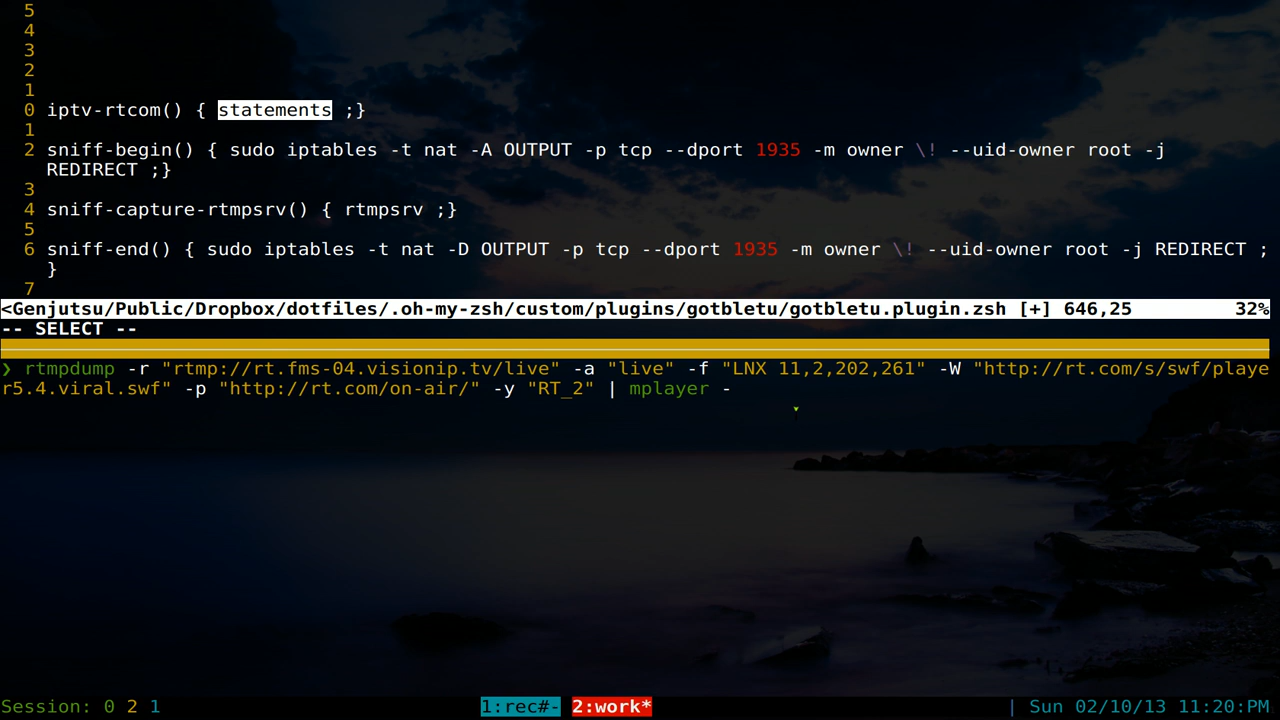 5
4
3
2
1
0 iptv-rtcom() { statements ;}
1
2 sniff-begin() { sudo iptables -t nat -A OUTPUT -p tcp --dport 1935 -m owner \! --uid-owner root -j
REDIRECT ;}
3
4 sniff-capture-rtmpsrv() { rtmpsrv ;}
5
6 sniff-end() { sudo iptables -t nat -D OUTPUT -p tcp --dport 1935 -m owner \! --uid-owner root -j REDIRECT ;
}
7
<Genjutsu/Public/Dropbox/dotfiles/.oh-my-zsh/custom/plugins/gotbletu/gotbletu.plugin.zsh [+] 646,25 32%
-- SELECT --
❯ rtmpdump -r "rtmp://rt.fms-04.visionip.tv/live" -a "live" -f "LNX 11,2,202,261" -W "http://rt.com/s/swf/playe
r5.4.viral.swf" -p "http://rt.com/on-air/" -y "RT_2" | mplayer -
Session: 0 2 1 1:rec#- 2:work* | Sun 02/10/13 11:20:PM